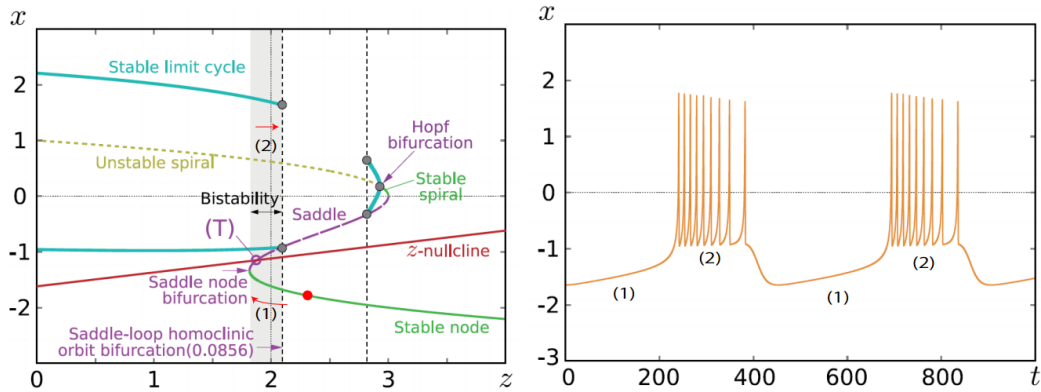 x
2
1
0
-1
-2
0
1
2
3
z
Stable limit cycle
(2)
Hopf
bifurcation
Unstable spiral
Stable
spiral
Bistability
Saddle
(T)
z-nullcline
Saddle node
bifurcation
(1)
Stable node
Saddle-loop homoclinic
orbit bifurcation(0.0856)
x
3
2
1
0
-1
-2
-3
(2)
(2)
(1)
(1)
0
200
400
600
800
t